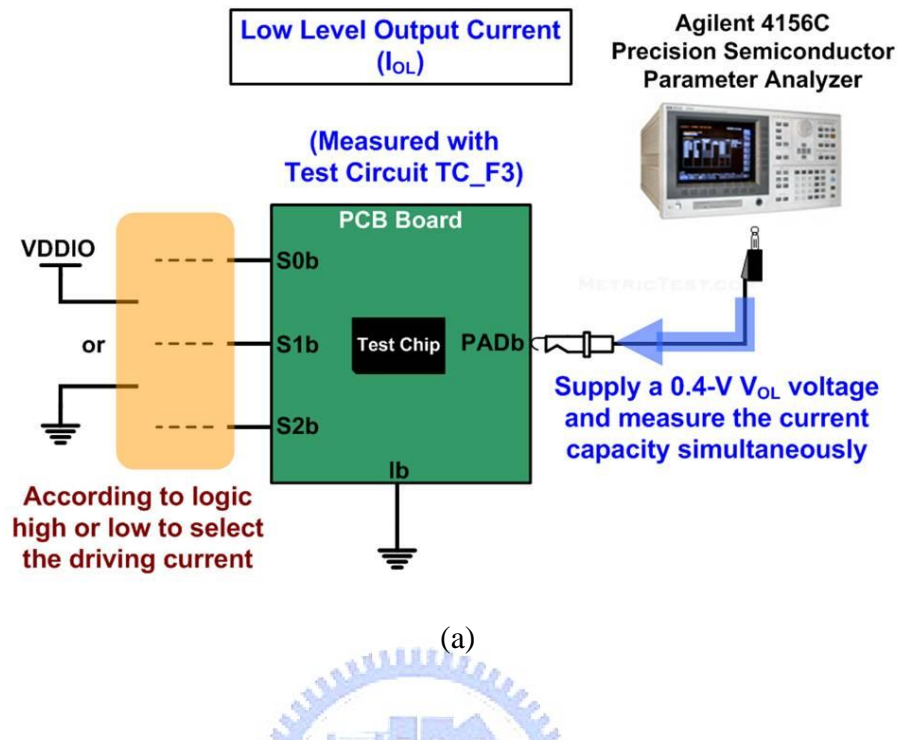 Low Level Output Current
(IOL)
Agilent 4156C
Precision Semiconductor
Parameter Analyzer
(Measured with
Test Circuit TC_F3)
PCB Board
VDDIO
or
S0b
S1b
S2b
Test Chip
PADb
Ib
METRICTEST.CO
Supply a 0.4-V VOL voltage
and measure the current
capacity simultaneously
According to logic
high or low to select
the driving current
(a)